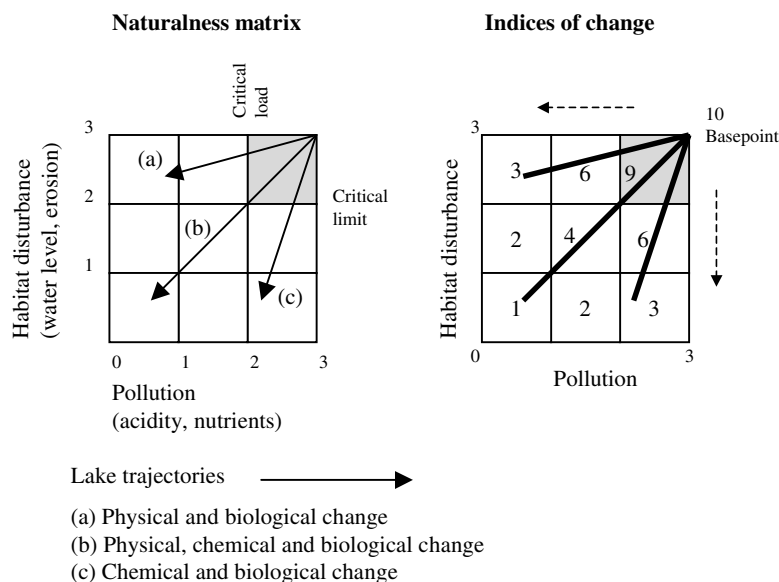 Naturalness matrix
Critical
load
3
2
1
0
1
2
3
Habitat disturbance
(water level, erosion)
(a)
(b)
(c)
Critical
limit
Pollution
(acidity, nutrients)
Indices of change
10
Basepoint
3
0
3
Habitat disturbance
3
6
9
2
4
6
1
2
3
Pollution
Lake trajectories
(a) Physical and biological change
(b) Physical, chemical and biological change
(c) Chemical and biological change